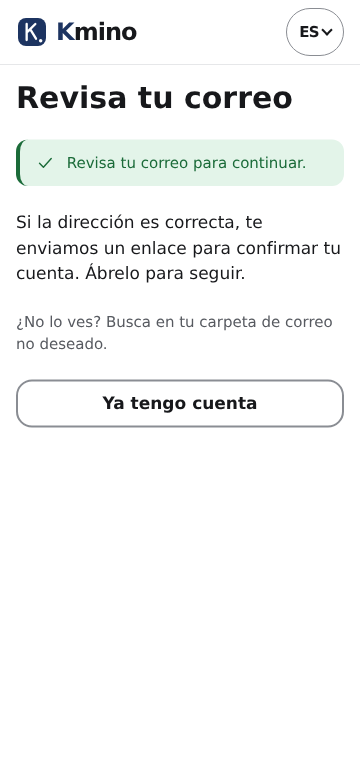 K. Kmino
ES
Revisa tu correo
Revisa tu correo para continuar.
Si la dirección es correcta, te
enviamos un enlace para confirmar tu
cuenta. Ábrelo para seguir.
¿No lo ves? Busca en tu carpeta de correo
no deseado.
Ya tengo cuenta